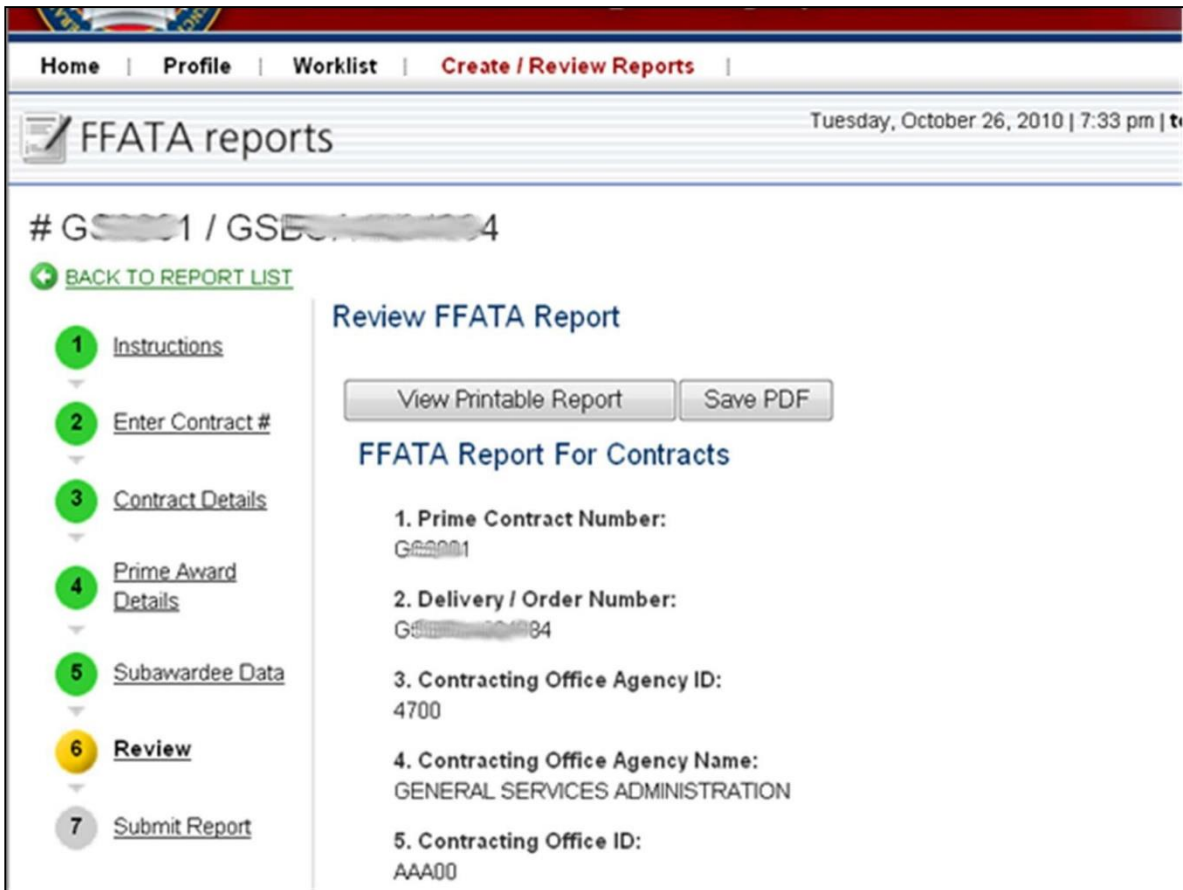 Home | Profile | Worklist | Create / Review Reports |
FFATA reports
Tuesday, October 26, 2010 | 7:33 pm |
# G 1 / GSB 4
BACK TO REPORT LIST
1 Instructions
2 Enter Contract #
3 Contract Details
4 Prime Award
Details
5 Subawardee Data
6 Review
7 Submit Report
Review FFATA Report
View Printable Report Save PDF
FFATA Report For Contracts
1. Prime Contract Number:
2. Delivery / Order Number:
3. Contracting Office Agency ID:
4700
4. Contracting Office Agency Name:
GENERAL SERVICES ADMINISTRATION
5. Contracting Office ID:
AAA00